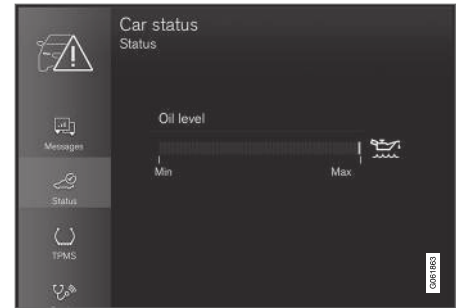 Car status
Status
Messages
Status
TPMS
Oil level
Min Max
G061863